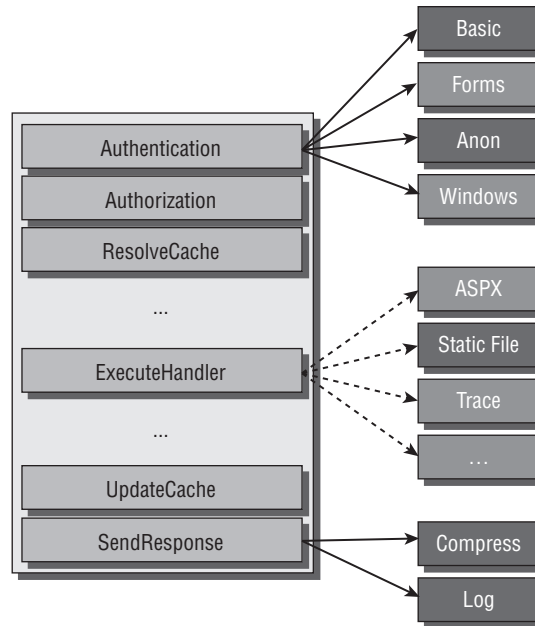 Authentication
Authorization
ResolveCache
...
ExecuteHandler
...
UpdateCache
SendResponse
Basic
Forms
Anon
Windows
ASPX
Static File
Trace
...
Compress
Log